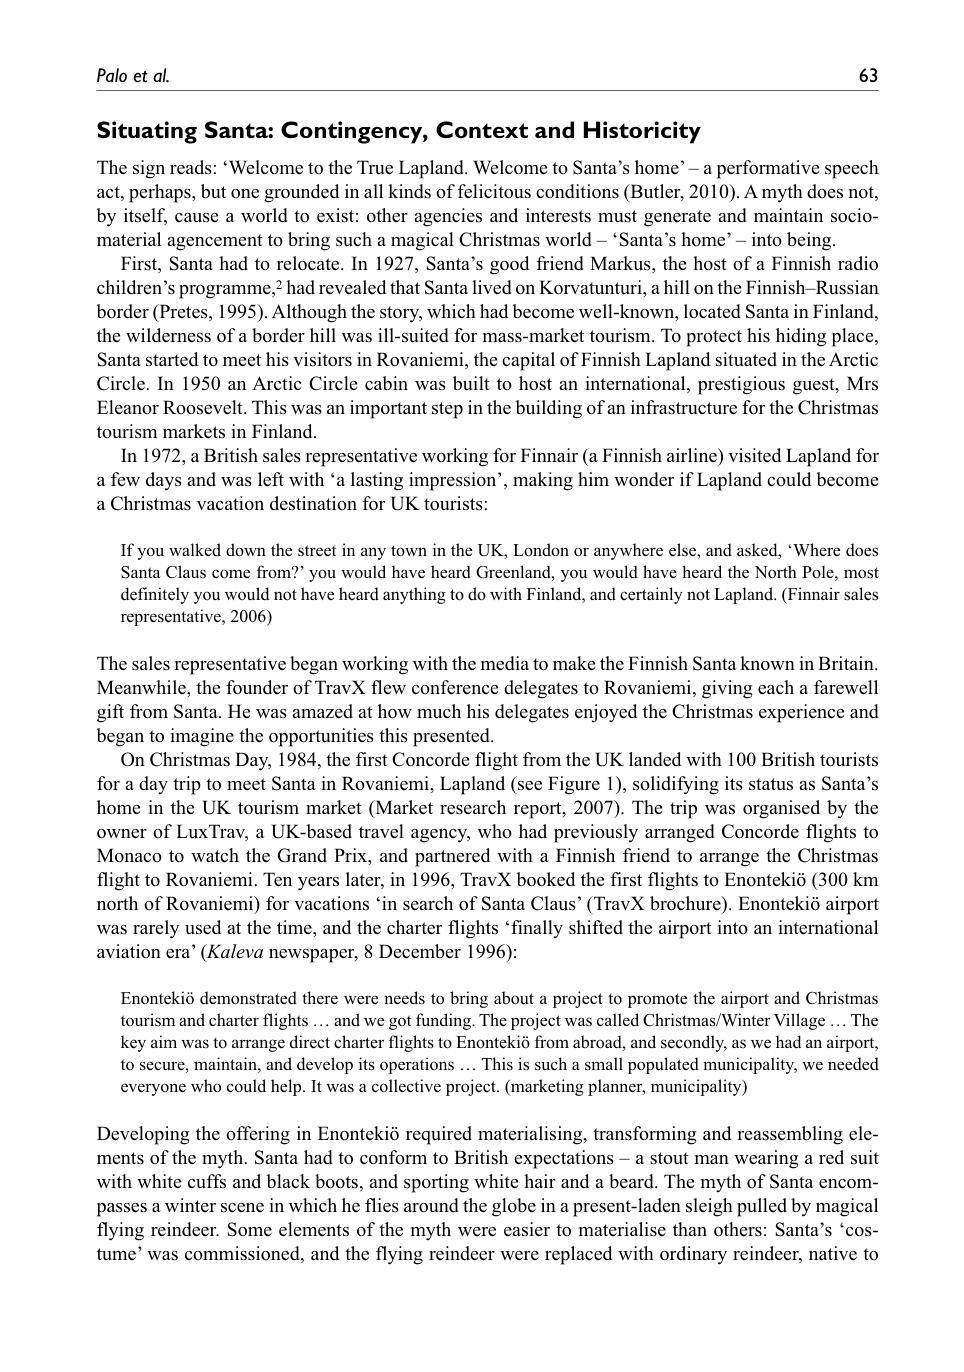 Palo et al. 63
Situating Santa: Contingency, Context and Historicity
The sign reads: ‘Welcome to the True Lapland. Welcome to Santa’s home’ – a performative speech
act, perhaps, but one grounded in all kinds of felicitous conditions (Butler, 2010). A myth does not,
by itself, cause a world to exist: other agencies and interests must generate and maintain socio-
material agencement to bring such a magical Christmas world – ‘Santa’s home’ – into being.
First, Santa had to relocate. In 1927, Santa’s good friend Markus, the host of a Finnish radio
children’s programme,² had revealed that Santa lived on Korvatunturi, a hill on the Finnish–Russian
border (Pretes, 1995). Although the story, which had become well-known, located Santa in Finland,
the wilderness of a border hill was ill-suited for mass-market tourism. To protect his hiding place,
Santa started to meet his visitors in Rovaniemi, the capital of Finnish Lapland situated in the Arctic
Circle. In 1950 an Arctic Circle cabin was built to host an international, prestigious guest, Mrs
Eleanor Roosevelt. This was an important step in the building of an infrastructure for the Christmas
tourism markets in Finland.
In 1972, a British sales representative working for Finnair (a Finnish airline) visited Lapland for
a few days and was left with ‘a lasting impression’, making him wonder if Lapland could become
a Christmas vacation destination for UK tourists:
If you walked down the street in any town in the UK, London or anywhere else, and asked, ‘Where does
Santa Claus come from?’ you would have heard Greenland, you would have heard the North Pole, most
definitely you would not have heard anything to do with Finland, and certainly not Lapland. (Finnair sales
representative, 2006)
The sales representative began working with the media to make the Finnish Santa known in Britain.
Meanwhile, the founder of TravX flew conference delegates to Rovaniemi, giving each a farewell
gift from Santa. He was amazed at how much his delegates enjoyed the Christmas experience and
began to imagine the opportunities this presented.
On Christmas Day, 1984, the first Concorde flight from the UK landed with 100 British tourists
for a day trip to meet Santa in Rovaniemi, Lapland (see Figure 1), solidifying its status as Santa’s
home in the UK tourism market (Market research report, 2007). The trip was organised by the
owner of LuxTrav, a UK-based travel agency, who had previously arranged Concorde flights to
Monaco to watch the Grand Prix, and partnered with a Finnish friend to arrange the Christmas
flight to Rovaniemi. Ten years later, in 1996, TravX booked the first flights to Enontekiö (300 km
north of Rovaniemi) for vacations ‘in search of Santa Claus’ (TravX brochure). Enontekiö airport
was rarely used at the time, and the charter flights ‘finally shifted the airport into an international
aviation era’ (Kaleva newspaper, 8 December 1996):
Enontekiö demonstrated there were needs to bring about a project to promote the airport and Christmas
tourism and charter flights … and we got funding. The project was called Christmas/Winter Village … The
key aim was to arrange direct charter flights to Enontekiö from abroad, and secondly, as we had an airport,
to secure, maintain, and develop its operations … This is such a small populated municipality, we needed
everyone who could help. It was a collective project. (marketing planner, municipality)
Developing the offering in Enontekiö required materialising, transforming and reassembling ele-
ments of the myth. Santa had to conform to British expectations – a stout man wearing a red suit
with white cuffs and black boots, and sporting white hair and a beard. The myth of Santa encom-
passes a winter scene in which he flies around the globe in a present-laden sleigh pulled by magical
flying reindeer. Some elements of the myth were easier to materialise than others: Santa’s ‘cos-
tume’ was commissioned, and the flying reindeer were replaced with ordinary reindeer, native to